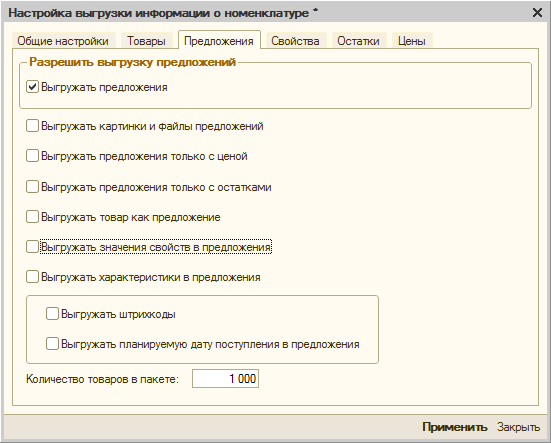 Настройка выгрузки информации о номенклатуре *
Общие настройки Товары Предложения Свойства Остатки Цены
Разрешить выгрузку предложений
Выгружать предложения
Выгружать картинки и файлы предложений
Выгружать предложения только с ценой
Выгружать предложения только с остатками
Выгружать товар как предложение
Выгружать значения свойств в предложения
Выгружать характеристики в предложения
Выгружать штрихкоды
Выгружать планируемую дату поступления в предложения
Количество товаров в пакете: 1 000
Применить Закрыть